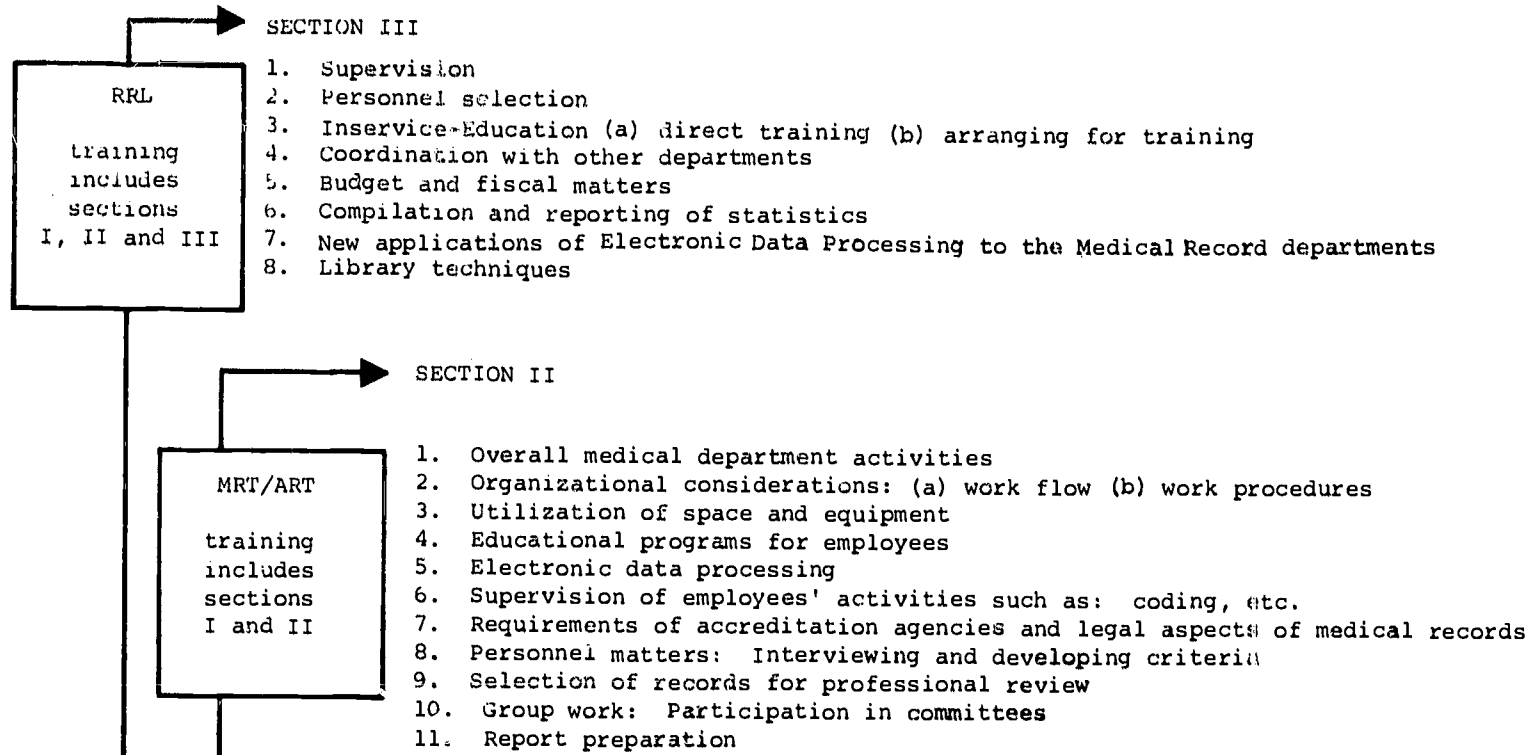 SECTION III
RRL
training
includes
sections
I, II and III
1. Supervision
2. Personnel selection
3. Inservice-Education (a) direct training (b) arranging for training
4. Coordination with other departments
5. Budget and fiscal matters
6. Compilation and reporting of statistics
7. New applications of Electronic Data Processing to the Medical Record departments
8. Library techniques
SECTION II
MRT/ART
training
includes
sections
I and II
1. Overall medical department activities
2. Organizational considerations: (a) work flow (b) work procedures
3. Utilization of space and equipment
4. Educational programs for employees
5. Electronic data processing
6. Supervision of employees' activities such as: coding, etc.
7. Requirements of accreditation agencies and legal aspects of medical records
8. Personnel matters: Interviewing and developing criteria
9. Selection of records for professional review
10. Group work: Participation in committees
11. Report preparation